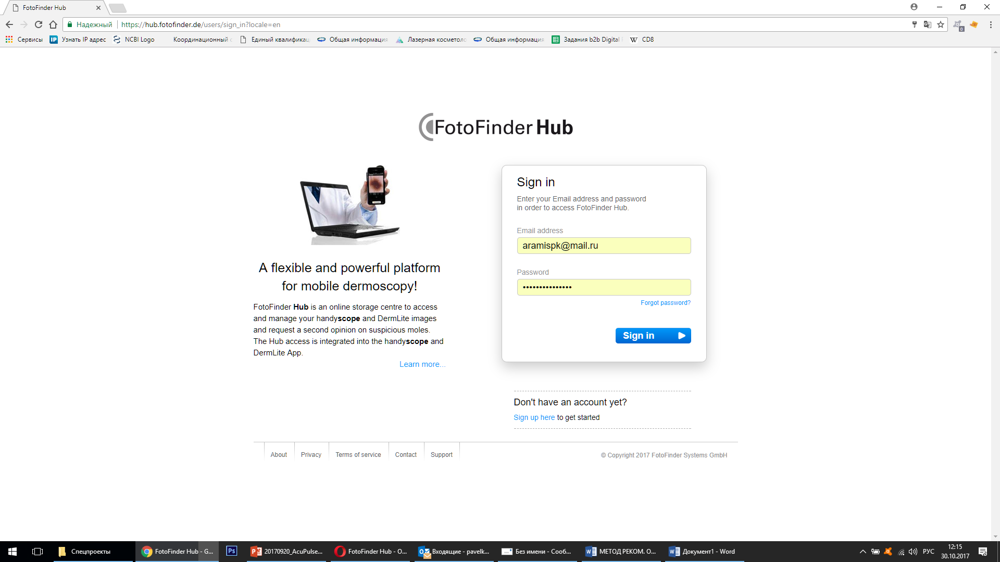 FotoFinder Hub
Надежный
https://hub.fotofinder.de/users/sign_in?locale=en
0
Сервисы
IP
Узнать IP адрес
NCBI Logo
Координационный
Единый квалифика
Общая информация
Лазерная косметоло
Общая информация
Задания b2b Digital
W
CD8
FotoFinder Hub
Sign in
Enter your Email address and password
in order to access FotoFinder Hub.
Email address
aramispk@mail.ru
Password
•••••••••••••••
Forgot password?
Sign in
A flexible and powerful platform
for mobile dermoscopy!
FotoFinder Hub is an online storage centre to access
and manage your handyscope and DermLite images
and request a second opinion on suspicious moles.
The Hub access is integrated into the handyscope and
DermLite App.
Learn more...
Don't have an account yet?
Sign up here to get started
About
Privacy
Terms of service
Contact
Support
© Copyright 2017 FotoFinder Systems GmbH
Спецпроекты
FotoFinder Hub - G...
Ps
20170920_AcuPulse...
FotoFinder Hub - O...
Входящие - pavelk...
Без имени - Сооб...
МЕТОД РЕКОМ. О...
Документ1 - Word
РУС
12:15
30.10.2017